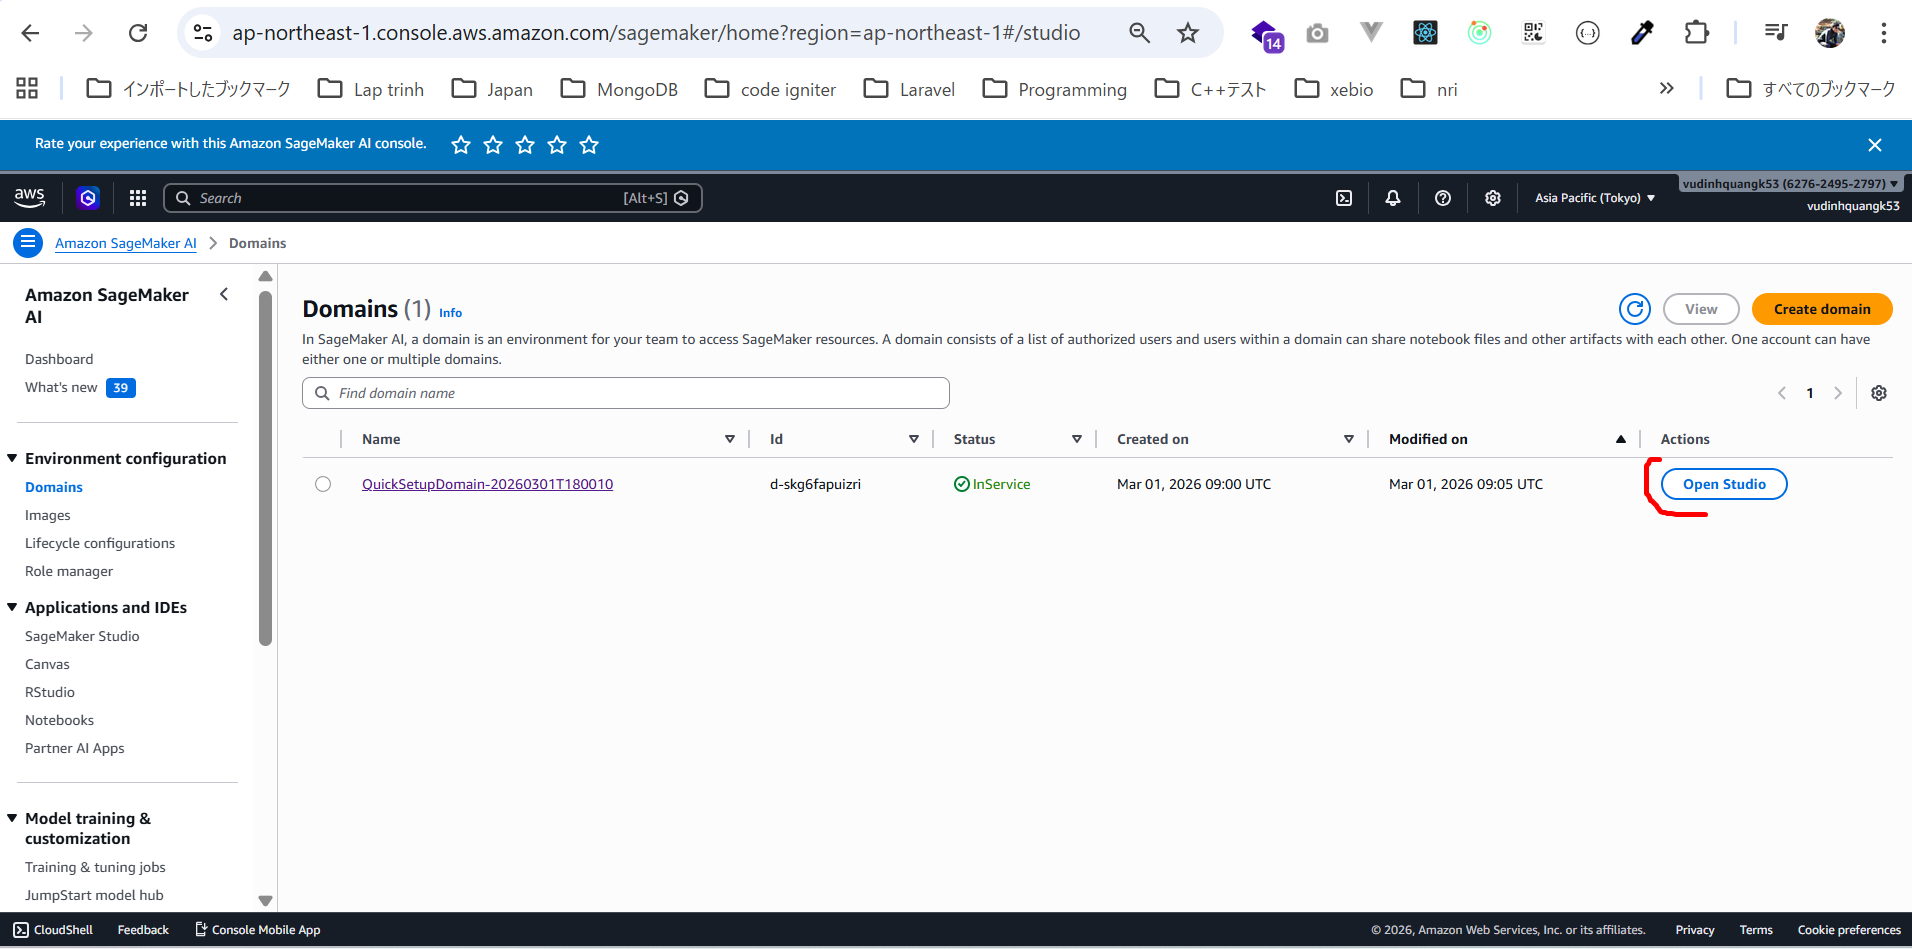 ap-northeast-1.console.aws.amazon.com/sagemaker/home?region=ap-northeast-1#/studio
14
インポートしたブックマーク Lap trinh Japan MongoDB code igniter Laravel Programming C++テスト xebio nri » すべてのブックマーク
Rate your experience with this Amazon SageMaker AI console.
aws Search [Alt+S] Asia Pacific (Tokyo) vudinhquangk53 (6276-2495-2797)
vudinhquangk53
Amazon SageMaker AI > Domains
Amazon SageMaker
AI
Dashboard
What's new 39
Environment configuration
Domains
Images
Lifecycle configurations
Role manager
Applications and IDEs
SageMaker Studio
Canvas
RStudio
Notebooks
Partner AI Apps
Model training &
customization
Training & tuning jobs
JumpStart model hub
Domains (1) Info
View Create domain
In SageMaker AI, a domain is an environment for your team to access SageMaker resources. A domain consists of a list of authorized users and users within a domain can share notebook files and other artifacts with each other. One account can have
either one or multiple domains.
Find domain name
1
Name Id Status Created on Modified on Actions
QuickSetupDomain-20260301T180010 d-skg6fapuizri InService Mar 01, 2026 09:00 UTC Mar 01, 2026 09:05 UTC Open Studio
CloudShell Feedback Console Mobile App © 2026, Amazon Web Services, Inc. or its affiliates. Privacy Terms Cookie preferences